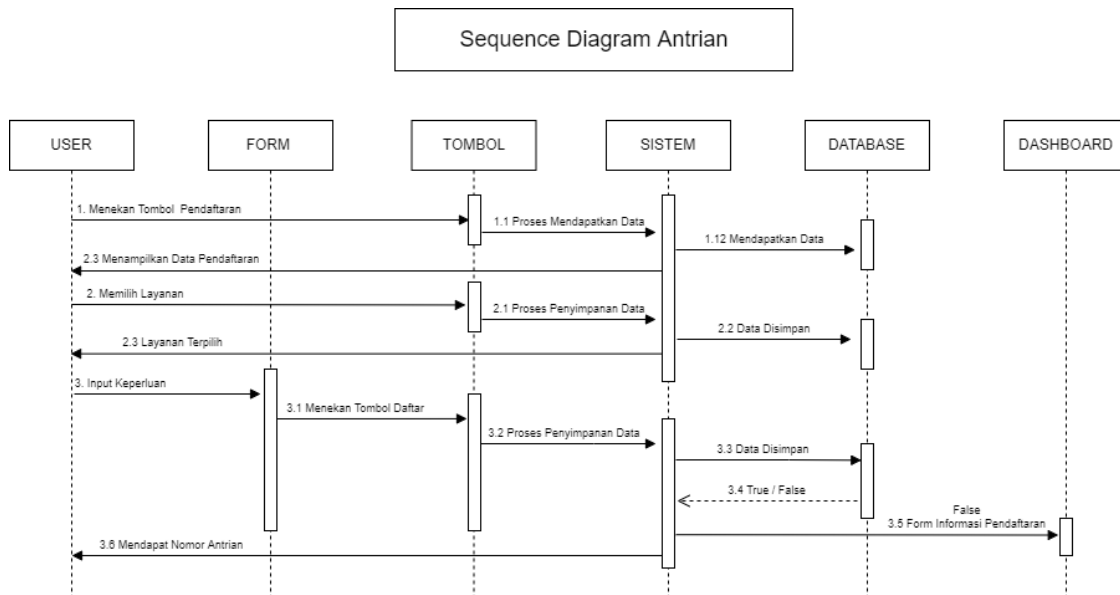 Sequence Diagram Antrian
USER
FORM
TOMBOL
SISTEM
DATABASE
DASHBOARD
1. Menekan Tombol Pendaftaran
1.1 Proses Mendapatkan Data
1.12 Mendapatkan Data
2.3 Menampilkan Data Pendaftaran
2. Memilih Layanan
2.1 Proses Penyimpanan Data
2.2 Data Disimpan
2.3 Layanan Terpilih
3. Input Keperluan
3.1 Menekan Tombol Daftar
3.2 Proses Penyimpanan Data
3.3 Data Disimpan
3.4 True / False
False
3.5 Form Informasi Pendaftaran
3.6 Mendapat Nomor Antrian